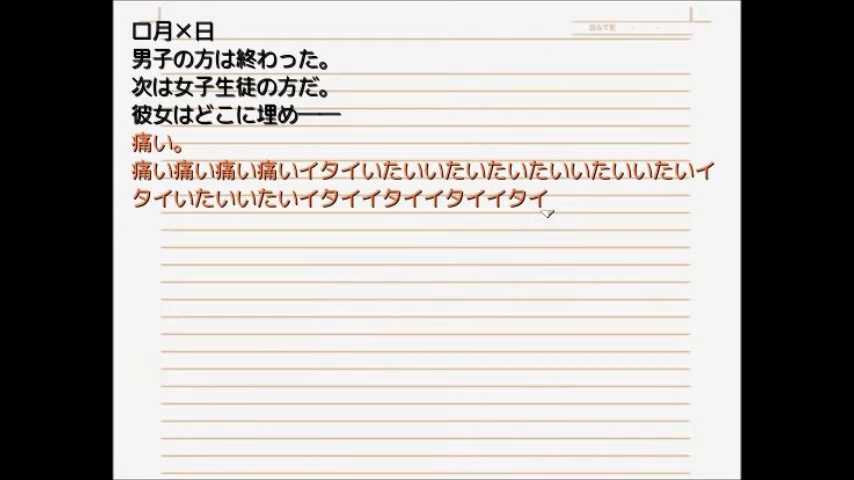 口月×日
DATE
男子の方は終わった。
次は女子生徒の方だ。
彼女はどこに埋め――
痛い。
痛い痛い痛い痛いイタイいたいいたいたいたいいたいいたいイ
タイいたいいたいイタイイタイイタイイタイ